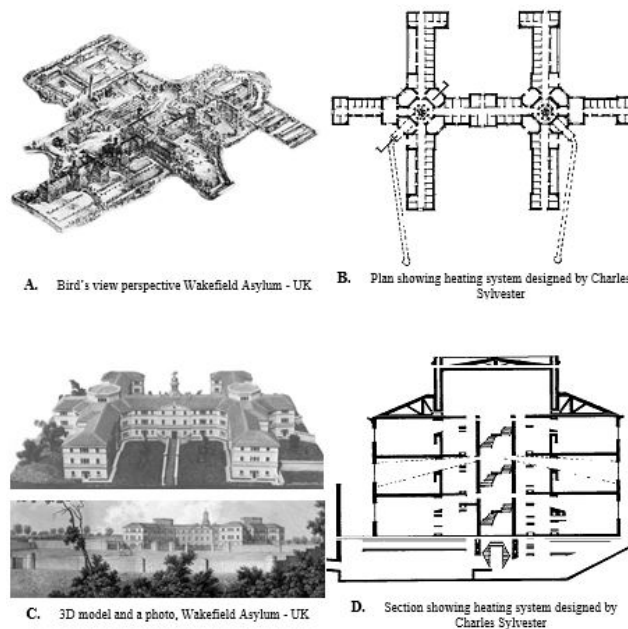 A. Bird's view perspective Wakefield Asylum - UK
B. Plan showing heating system designed by Charles
Sylvester
C. 3D model and a photo, Wakefield Asylum - UK
D. Section showing heating system designed by
Charles Sylvester